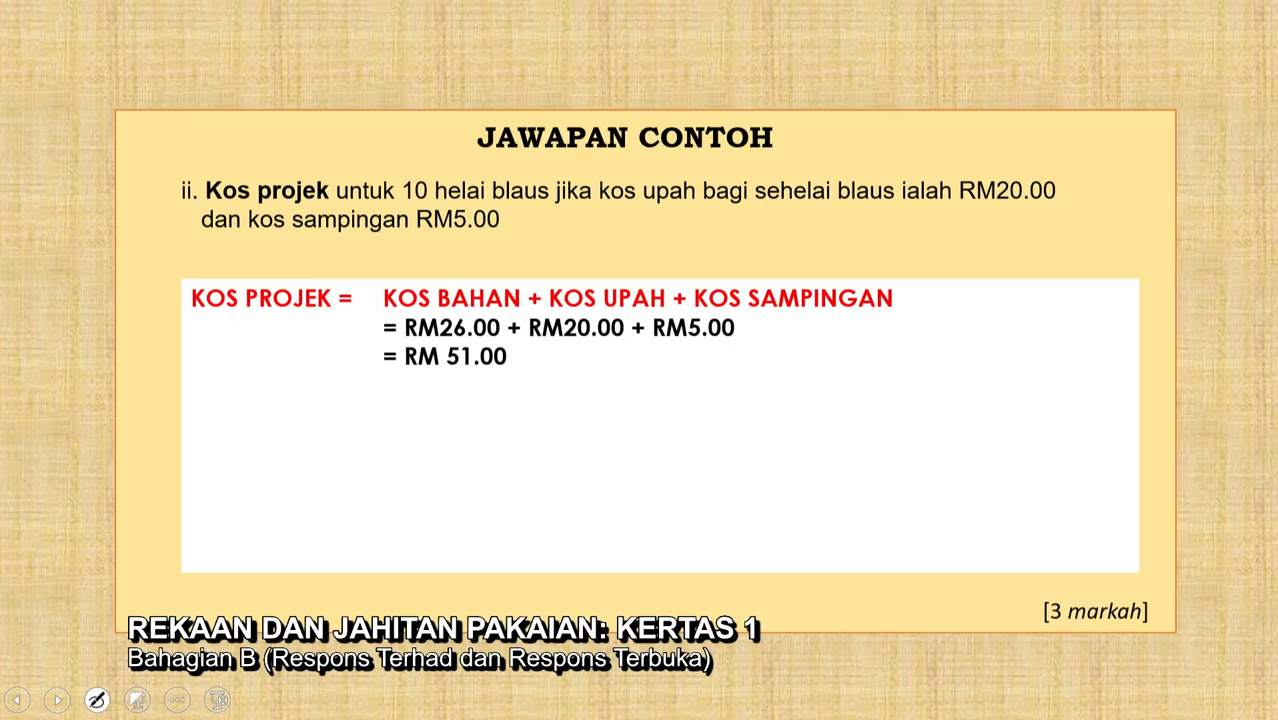 JAWAPAN CONTOH
ii. Kos projek untuk 10 helai blaus jika kos upah bagi sehelai blaus ialah RM20.00
dan kos sampingan RM5.00
KOS PROJEK = KOS BAHAN + KOS UPAH + KOS SAMPINGAN
= RM26.00 + RM20.00 + RM5.00
= RM 51.00
[3 markah]
REKAAN DAN JAHITAN PAKAIAN: KERTAS 1
Bahagian B (Respons Terhad dan Respons Terbuka)